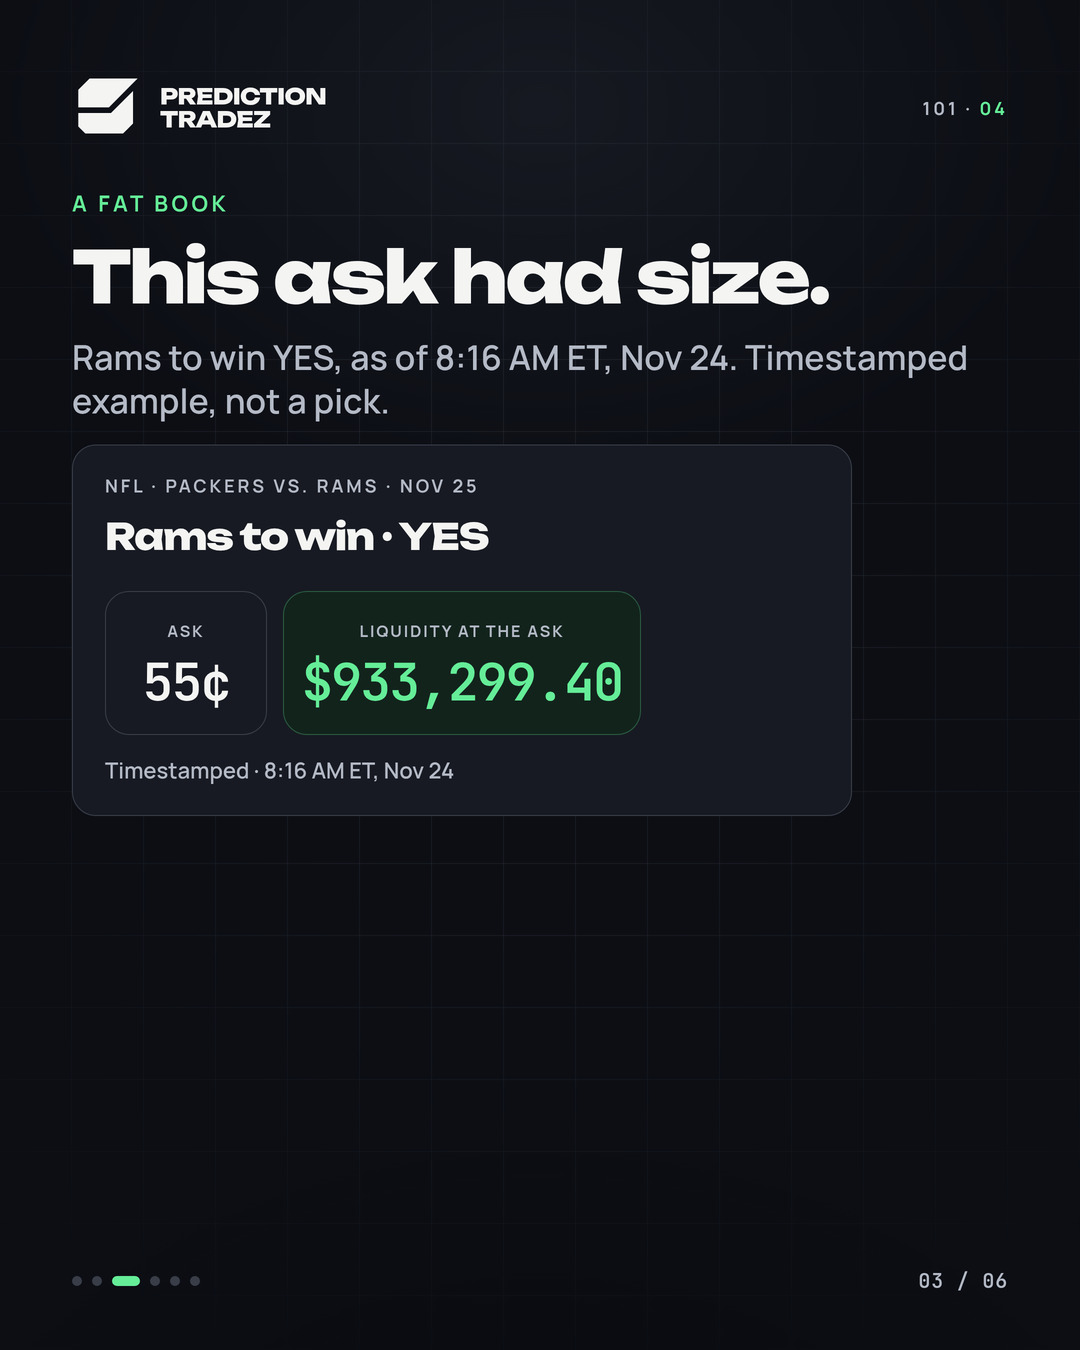 PREDICTION
TRADEZ
101 · 04
A FAT BOOK
This ask had size.
Rams to win YES, as of 8:16 AM ET, Nov 24. Timestamped
example, not a pick.
NFL · PACKERS VS. RAMS · NOV 25
Rams to win · YES
ASK
55¢
LIQUIDITY AT THE ASK
$933,299.40
Timestamped · 8:16 AM ET, Nov 24
03 / 06